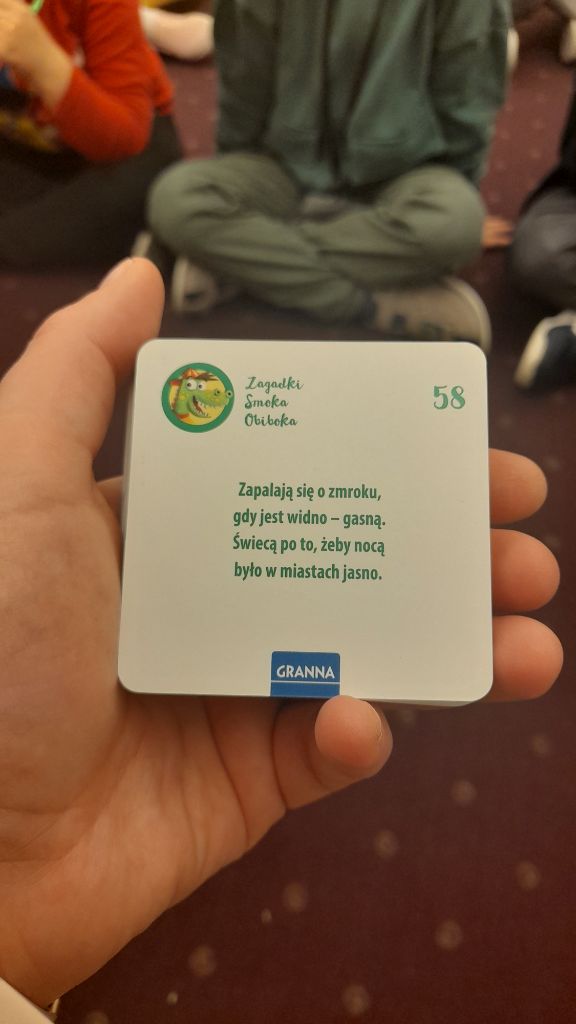 Zagadki
Smoka
Obiboka
58
Zapalają się o zmroku,
gdy jest widno – gasną.
Świecą po to, żeby nocą
było w miastach jasno.
GRANNA